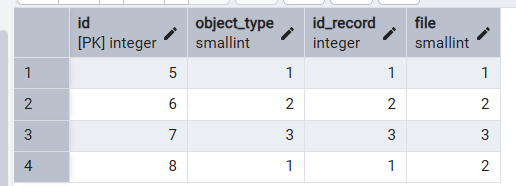 id object_type id_record file
[PK] integer smallint integer smallint
1 5 1 1 1
2 6 2 2 2
3 7 3 3 3
4 8 1 1 2